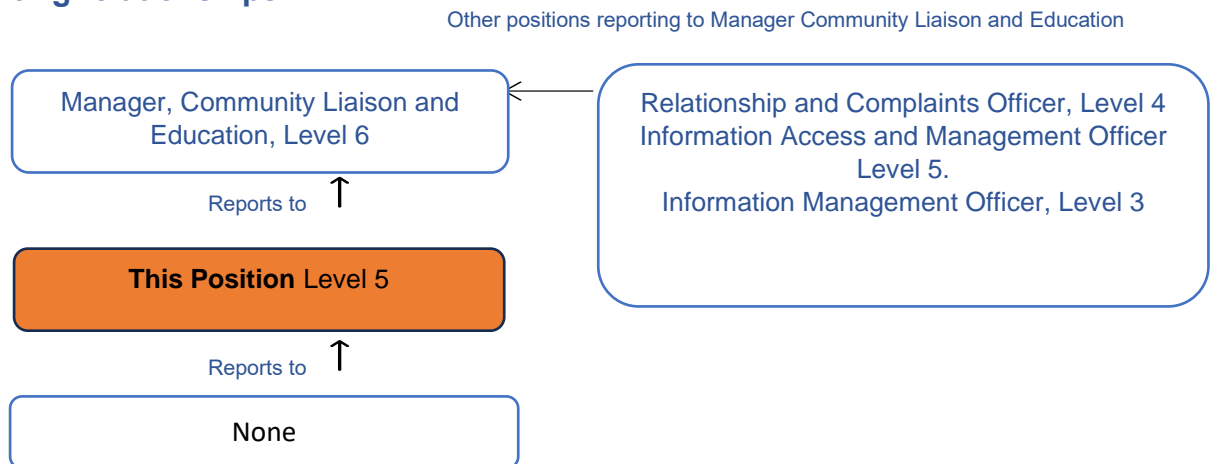 Other positions reporting to Manager Community Liaison and Education
Manager, Community Liaison and
Education, Level 6
Relationship and Complaints Officer, Level 4
Information Access and Management Officer
Level 5.
Information Management Officer, Level 3
Reports to
This Position Level 5
Reports to
None